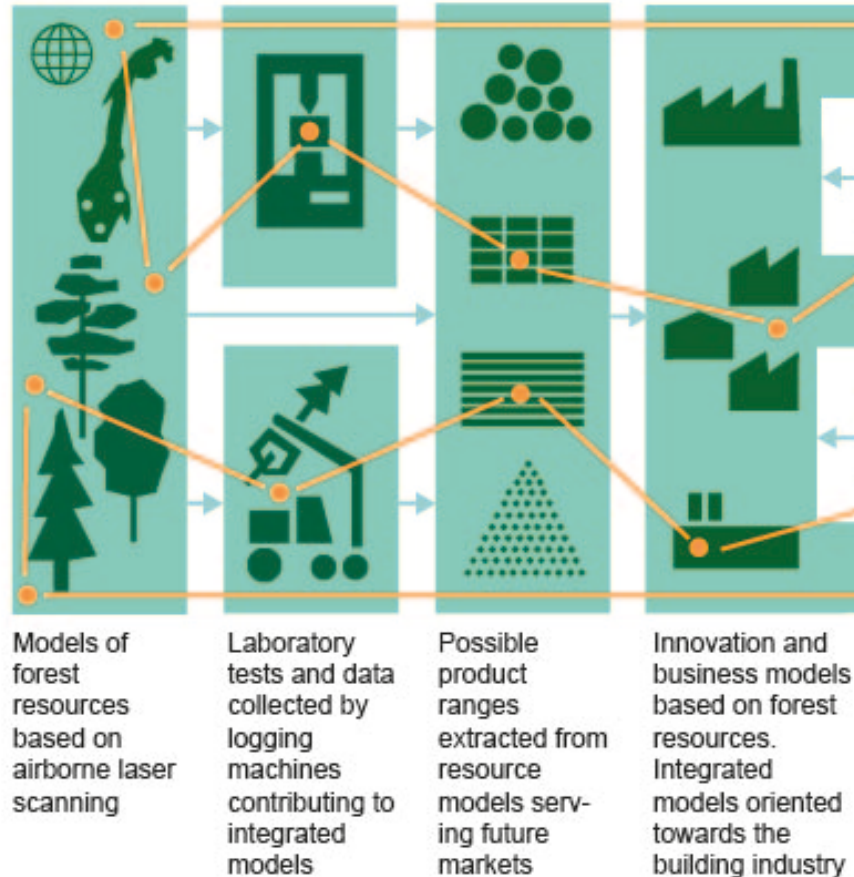 Models of
forest
resources
based on
airborne laser
scanning
Laboratory
tests and data
collected by
logging
machines
contributing to
integrated
models
Possible
product
ranges
extracted from
resource
models serv-
ing future
markets
Innovation and
business models
based on forest
resources.
Integrated
models oriented
towards the
building industry